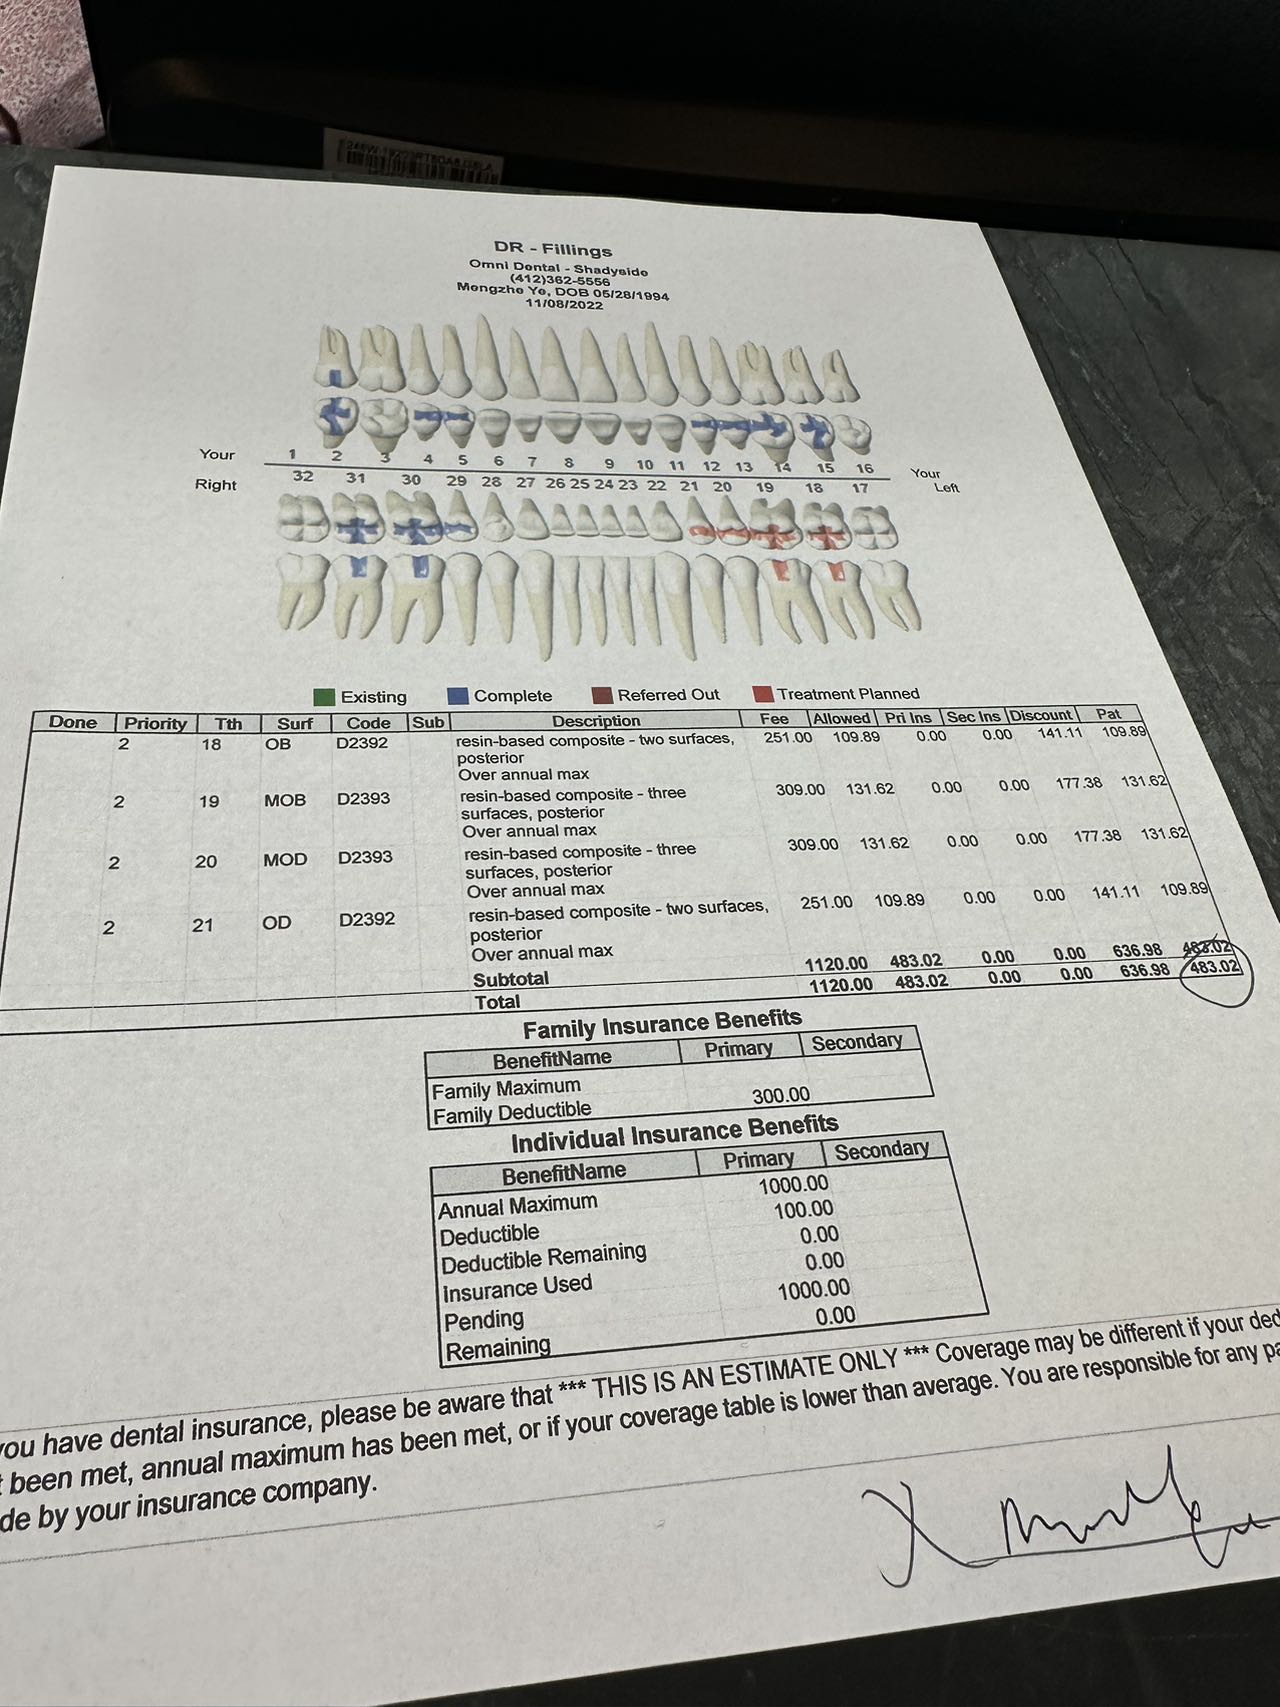 DR - Fillings
Omni Dental - Shadyside
(412)362-5556
Mengzhe Ye, DOB 05/28/1994
11/08/2022
Your 1 2 3 4 5 6 7 8 9 10 11 12 13 14 15 16 Your
Right 32 31 30 29 28 27 26 25 24 23 22 21 20 19 18 17 Left
Existing Complete Referred Out Treatment Planned
Done Priority Tth Surf Code Sub Description Fee Allowed Pri Ins Sec Ins Discount Pat
2 18 OB D2392 resin-based composite - two surfaces, 251.00 109.89 0.00 0.00 141.11 109.89
posterior
Over annual max
2 19 MOB D2393 resin-based composite - three 309.00 131.62 0.00 0.00 177.38 131.62
surfaces, posterior
Over annual max
2 20 MOD D2393 resin-based composite - three 309.00 131.62 0.00 0.00 177.38 131.62
surfaces, posterior
Over annual max
2 21 OD D2392 resin-based composite - two surfaces, 251.00 109.89 0.00 0.00 141.11 109.89
posterior
Over annual max
Subtotal 1120.00 483.02 0.00 0.00 636.98 483.02
Total 1120.00 483.02 0.00 0.00 636.98 483.02
Family Insurance Benefits
BenefitName Primary Secondary
Family Maximum
Family Deductible 300.00
Individual Insurance Benefits
BenefitName Primary Secondary
Annual Maximum 1000.00
Deductible 100.00
Deductible Remaining 0.00
Insurance Used 0.00
Pending 1000.00
Remaining 0.00
you have dental insurance, please be aware that *** THIS IS AN ESTIMATE ONLY *** Coverage may be different if your ded
been met, annual maximum has been met, or if your coverage table is lower than average. You are responsible for any pa
de by your insurance company.
X